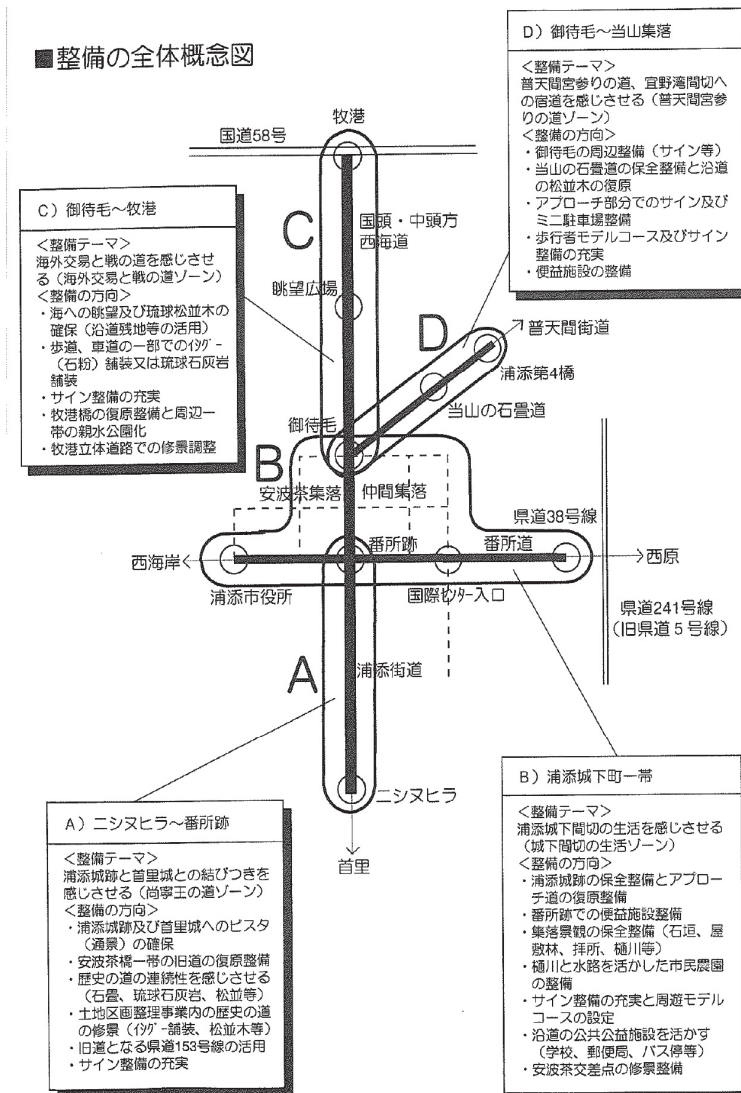 ■整備の全体概念図
D）御待毛～当山集落
＜整備テーマ＞
普天間宮参りの道、宜野湾間切へ
の宿道を感じさせる（普天間宮参
りの道ゾーン）
＜整備の方向＞
・御待毛の周辺整備（サイン等）
・当山の石畳道の保全整備と沿道
の松並木の復原
・アプローチ部分でのサイン及び
ミニ駐車場整備
・歩行者モデルコース及びサイン
整備の充実
・便益施設の整備
牧港
国道58号
C
国頭・中頭方
西海道
眺望広場
C）御待毛～牧港
＜整備テーマ＞
海外交易と戦の道を感じさせ
る（海外交易と戦の道ゾーン）
＜整備の方向＞
・海への眺望及び琉球松並木の
確保（沿道残地等の活用）
・歩道、車道の一部でのｲｼｸﾞｰ
（石粉）舗装又は琉球石灰岩
舗装
・サイン整備の充実
・牧港橋の復原整備と周辺一
帯の親水公園化
・牧港立体道路での修景調整
D
普天間街道
浦添第4橋
当山の石畳道
御待毛
B
安波茶集落
仲間集落
県道38号線
番所跡
番所道
西海岸
西原
浦添市役所
国際ｾﾝﾀｰ入口
県道241号線
（旧県道５号線）
A
浦添街道
ニシヌヒラ
首里
A）ニシヌヒラ～番所跡
＜整備テーマ＞
浦添城跡と首里城との結びつきを
感じさせる（尚寧王の道ゾーン）
＜整備の方向＞
・浦添城跡及び首里城へのビスタ
（通景）の確保
・安波茶橋一帯の旧道の復原整備
・歴史の道の連続性を感じさせる
（石畳、琉球石灰岩、松並等）
・土地区画整理事業内の歴史の道
の修景（ｲｼｸﾞｰ舗装、松並木等）
・旧道となる県道153号線の活用
・サイン整備の充実
B）浦添城下町一帯
＜整備テーマ＞
浦添城下間切の生活を感じさせる
（城下間切の生活ゾーン）
＜整備の方向＞
・浦添城跡の保全整備とアプロー
チ道の復原整備
・番所跡での便益施設整備
・集落景観の保全整備（石垣、屋
敷林、拝所、樋川等）
・樋川と水路を活かした市民農園
の整備
・サイン整備の充実と周遊モデル
コースの設定
・沿道の公共公益施設を活かす
（学校、郵便局、バス停等）
・安波茶交差点の修景整備